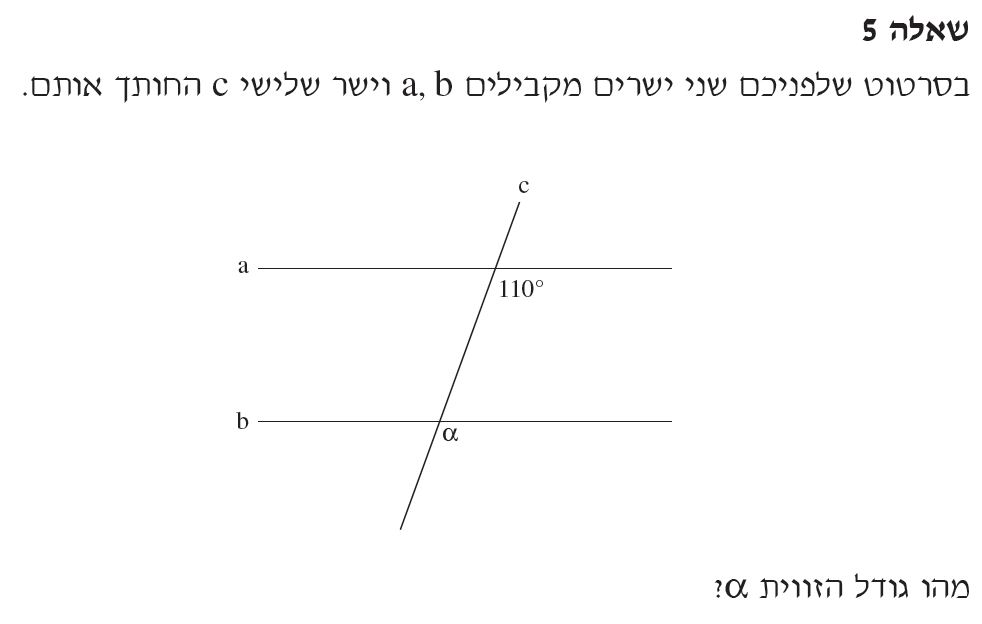 שאלה 5
בסרטוט שלפניכם שני ישרים מקבילים a, b וישר שלישי c החותך אותם.
c
a
110°
b
α
מהו גודל הזווית α?